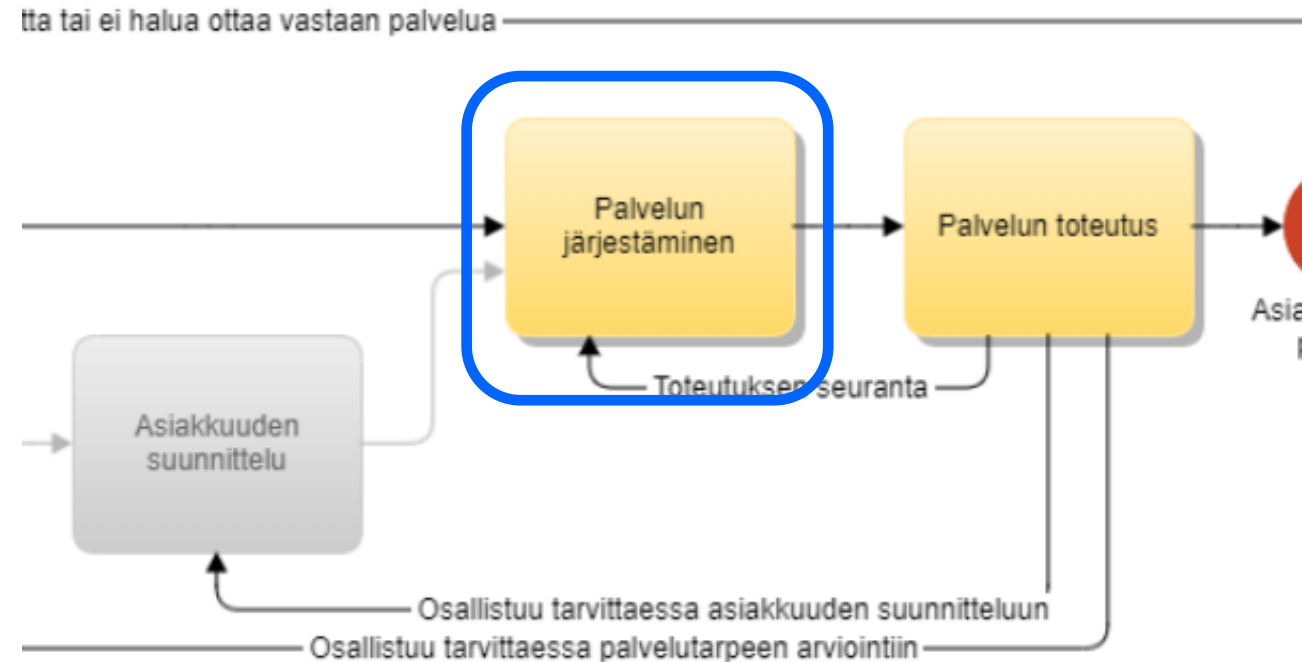 tta tai ei halua ottaa vastaan palvelua
Palvelun
järjestäminen
Palvelun toteutus
Asia
Toteutuksen seuranta
Asiakkuuden
suunnittelu
Osallistuu tarvittaessa asiakkuuden suunnitteluun
Osallistuu tarvittaessa palvelutarpeen arviointiin